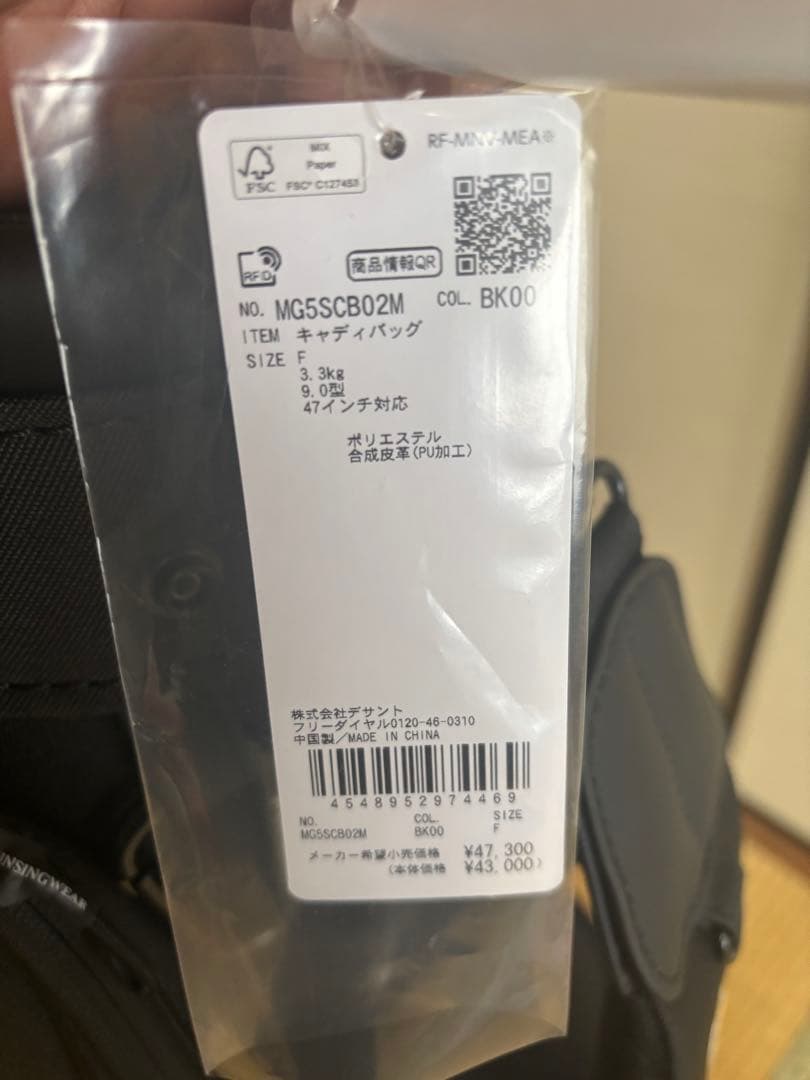 RF-MNV-MEA※
MIX
Paper
FSC
FSC® C127453
RFID
商品情報QR
NO. MG5SCB02M COL. BK00
ITEM キャディバッグ
SIZE F
3.3kg
9.0型
47インチ対応
ポリエステル
合成皮革(PU加工)
株式会社デサント
フリーダイヤル0120-46-0310
中国製/MADE IN CHINA
4548952974469
NO. COL. SIZE
MG5SCB02M BK00 F
メーカー希望小売価格 ¥47,300
(本体価格 ¥43,000)
NSINGWEAR